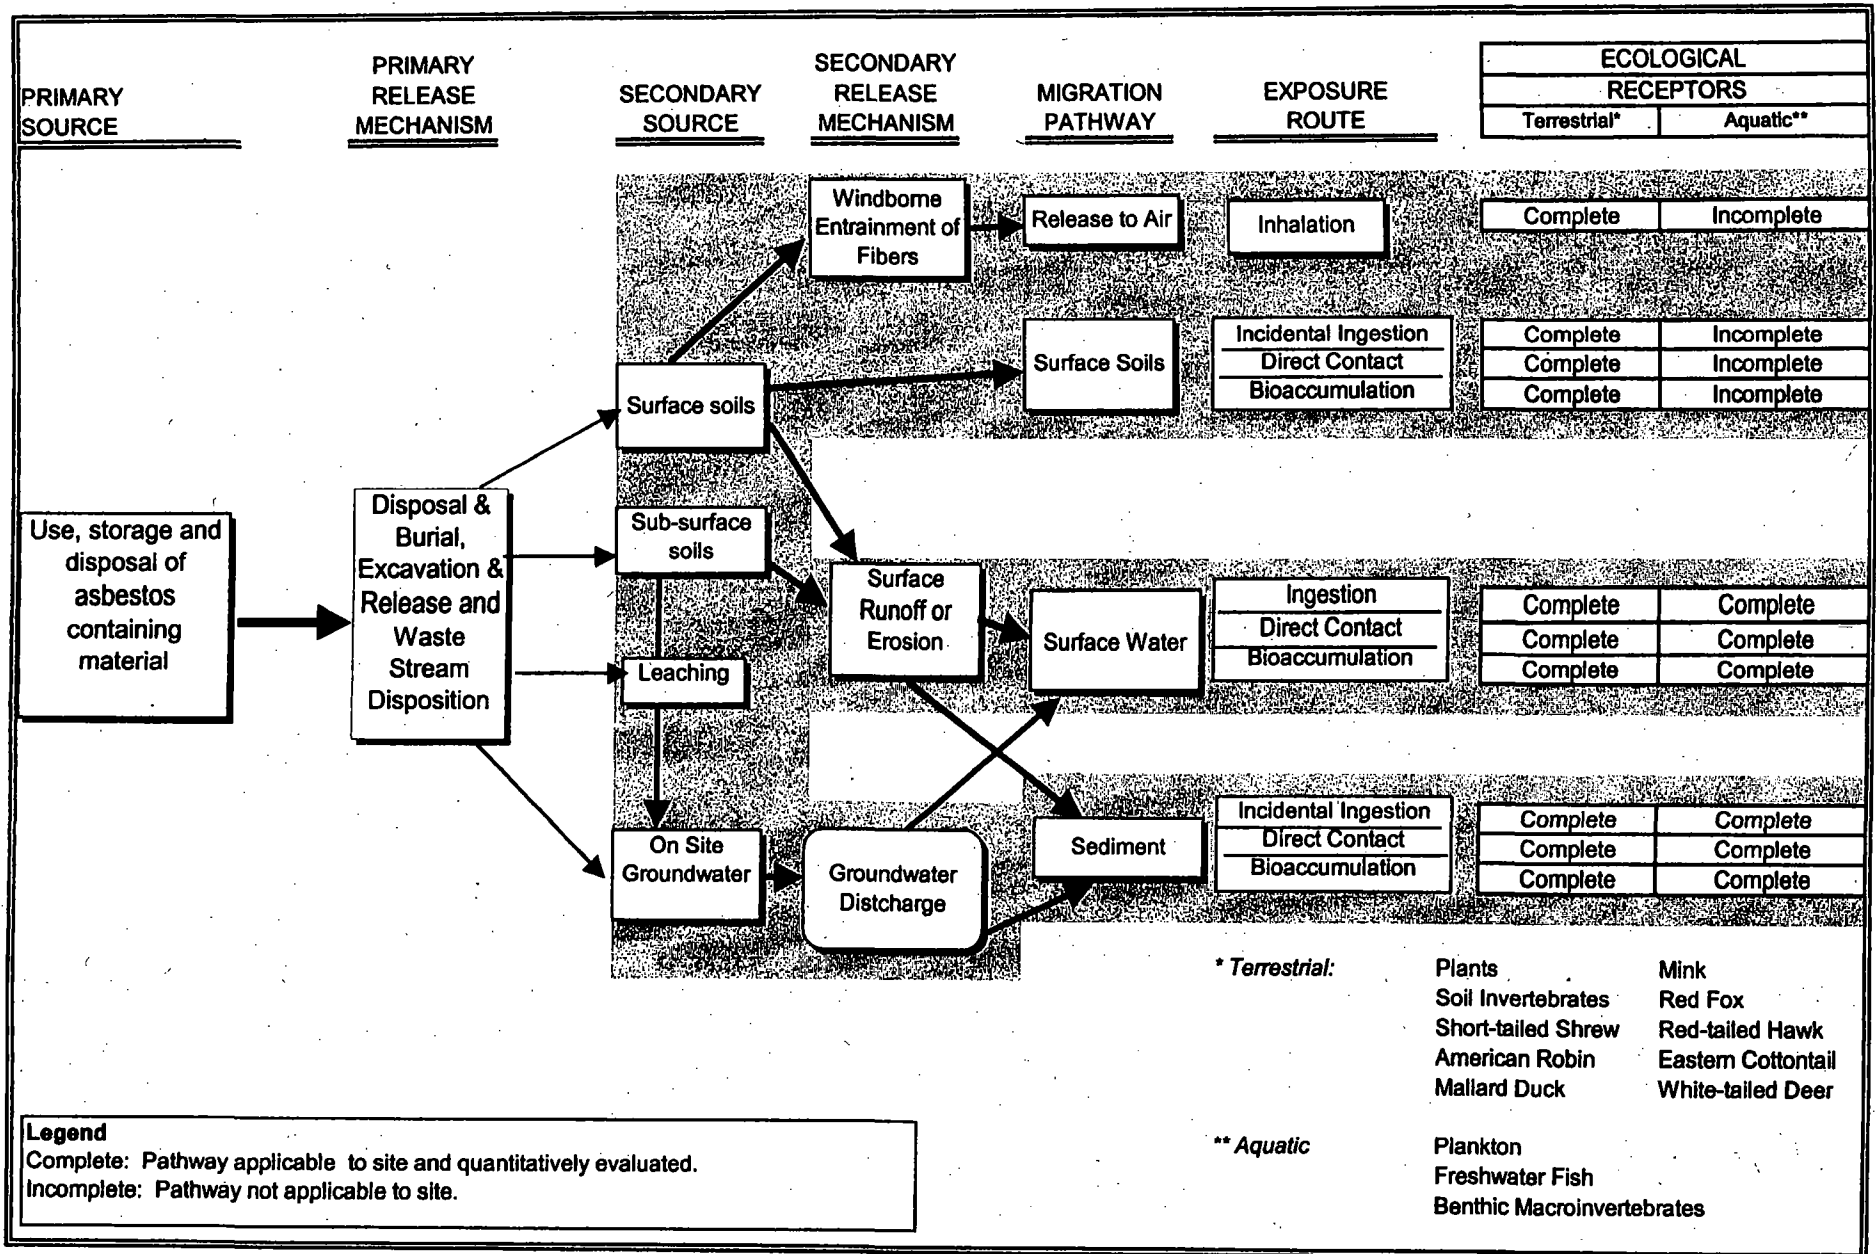 PRIMARY
SOURCE
PRIMARY
RELEASE
MECHANISM
SECONDARY
SOURCE
SECONDARY
RELEASE
MECHANISM
MIGRATION
PATHWAY
EXPOSURE
ROUTE
ECOLOGICAL
RECEPTORS
Terrestrial* Aquatic**
Use, storage and
disposal of
asbestos
containing
material
Disposal &
Burial,
Excavation &
Release and
Waste
Stream
Disposition
Surface soils
Sub-surface
soils
Leaching
On Site
Groundwater
Windborne
Entrainment of
Fibers
Surface
Runoff or
Erosion
Groundwater
Distcharge
Release to Air
Surface Soils
Surface Water
Sediment
Inhalation
Complete Incomplete
Incidental Ingestion
Direct Contact
Bioaccumulation
Complete Incomplete
Complete Incomplete
Complete Incomplete
Ingestion
Direct Contact
Bioaccumulation
Complete Complete
Complete Complete
Complete Complete
Incidental Ingestion
Direct Contact
Bioaccumulation
Complete Complete
Complete Complete
Complete Complete
* Terrestrial: Plants Mink
Soil Invertebrates Red Fox
Short-tailed Shrew Red-tailed Hawk
American Robin Eastern Cottontail
Mallard Duck White-tailed Deer
** Aquatic Plankton
Freshwater Fish
Benthic Macroinvertebrates
Legend
Complete: Pathway applicable to site and quantitatively evaluated.
Incomplete: Pathway not applicable to site.